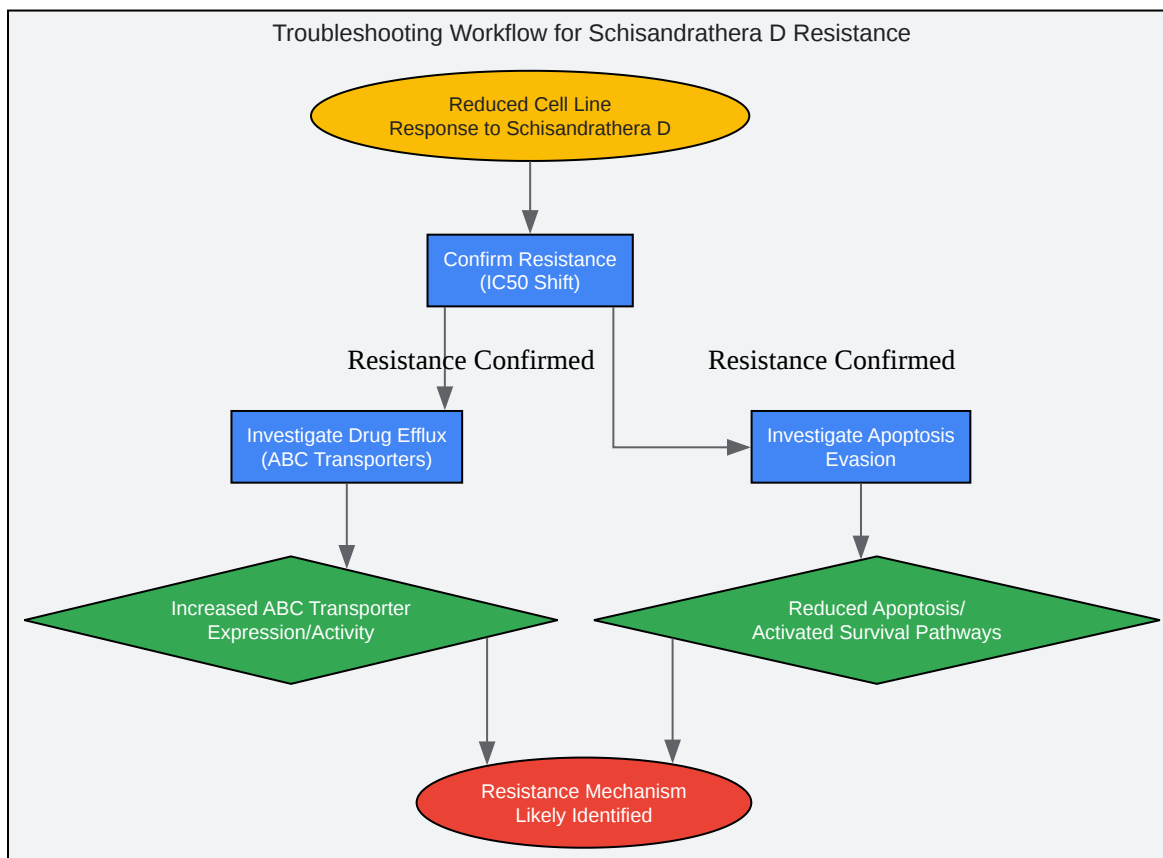 Troubleshooting Workflow for Schisandrathera D Resistance
Reduced Cell Line
Response to Schisandrathera D
Confirm Resistance
(IC50 Shift)
Resistance Confirmed
Resistance Confirmed
Investigate Drug Efflux
(ABC Transporters)
Investigate Apoptosis
Evasion
Increased ABC Transporter
Expression/Activity
Reduced Apoptosis/
Activated Survival Pathways
Resistance Mechanism
Likely Identified